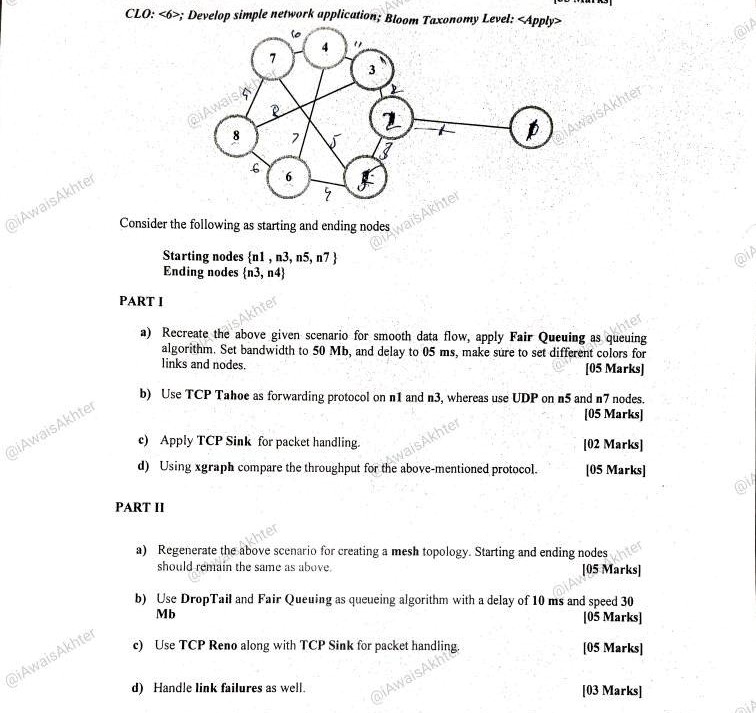 CLO: <6>; Develop simple network application; Bloom Taxonomy Level: <Apply>
6
4
11
7
3
5
2
8
2
1
8
7
5
3
6
6
4
Consider the following as starting and ending nodes
Starting nodes {n1 , n3, n5, n7 }
Ending nodes {n3, n4}
PART I
a) Recreate the above given scenario for smooth data flow, apply Fair Queuing as queuing
algorithm. Set bandwidth to 50 Mb, and delay to 05 ms, make sure to set different colors for
links and nodes. [05 Marks]
b) Use TCP Tahoe as forwarding protocol on n1 and n3, whereas use UDP on n5 and n7 nodes.
[05 Marks]
c) Apply TCP Sink for packet handling. [02 Marks]
d) Using xgraph compare the throughput for the above-mentioned protocol. [05 Marks]
PART II
a) Regenerate the above scenario for creating a mesh topology. Starting and ending nodes
should remain the same as above. [05 Marks]
b) Use DropTail and Fair Queuing as queueing algorithm with a delay of 10 ms and speed 30
Mb [05 Marks]
c) Use TCP Reno along with TCP Sink for packet handling. [05 Marks]
d) Handle link failures as well. [03 Marks]
@iAwaisAkhter
@iAwaisAkhter
@iAwaisAkhter
@iAwaisAkhter
@iAwaisAkhter
@iAwaisAkhter
@iAwaisAkhter